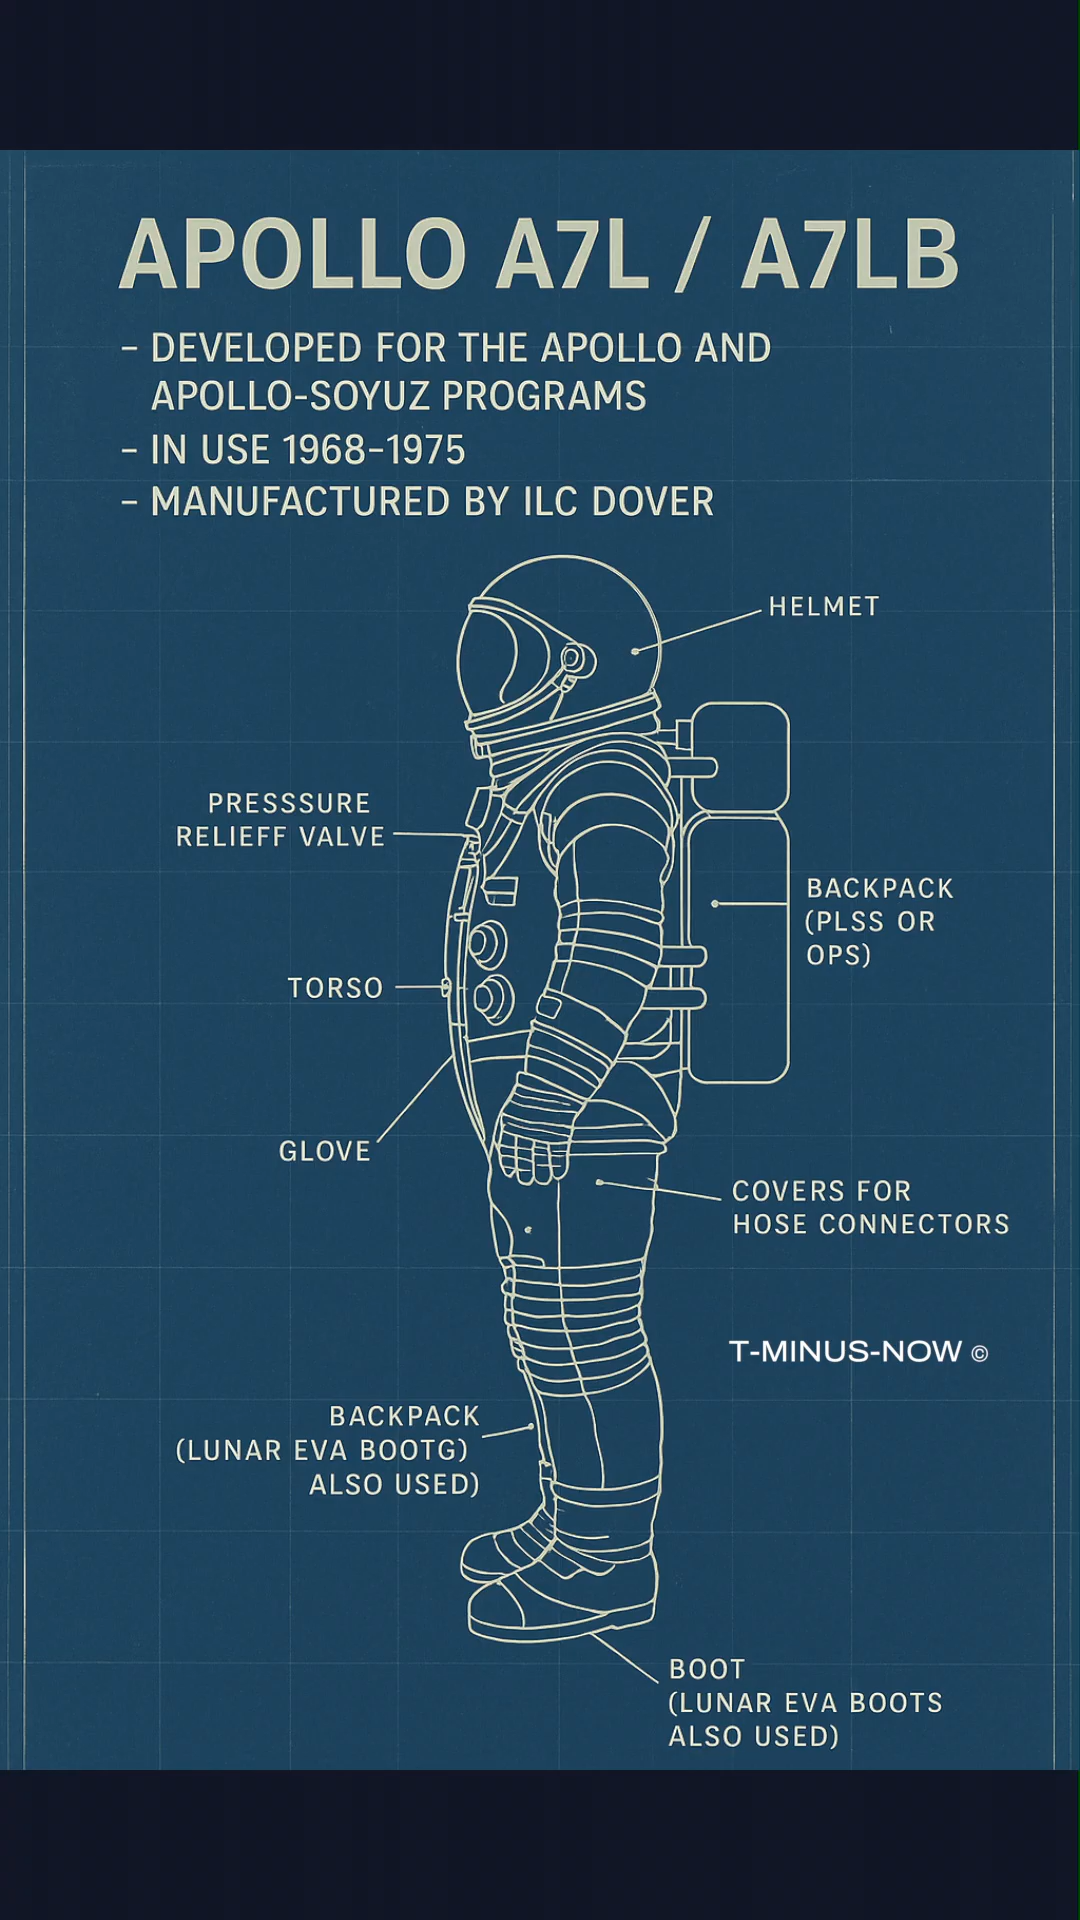 APOLLO A7L / A7LB
– DEVELOPED FOR THE APOLLO AND
APOLLO-SOYUZ PROGRAMS
– IN USE 1968–1975
– MANUFACTURED BY ILC DOVER
HELMET
PRESSSURE
RELIEFF VALVE
BACKPACK
(PLSS OR
OPS)
TORSO
GLOVE
COVERS FOR
HOSE CONNECTORS
T-MINUS-NOW ©
BACKPACK
(LUNAR EVA BOOTG)
ALSO USED)
BOOT
(LUNAR EVA BOOTS
ALSO USED)